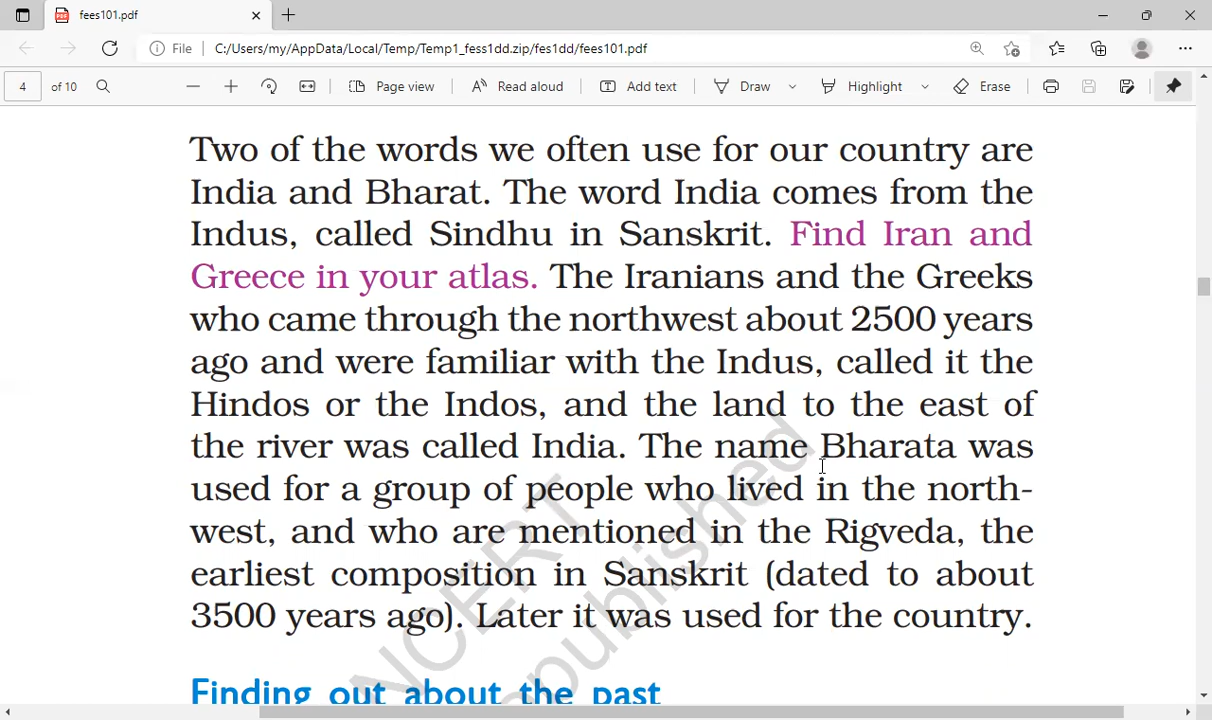 fees101.pdf
File C:/Users/my/AppData/Local/Temp/Temp1_fess1dd.zip/fes1dd/fees101.pdf
4 of 10 Page view Read aloud Add text Draw Highlight Erase
Two of the words we often use for our country are
India and Bharat. The word India comes from the
Indus, called Sindhu in Sanskrit. Find Iran and
Greece in your atlas. The Iranians and the Greeks
who came through the northwest about 2500 years
ago and were familiar with the Indus, called it the
Hindos or the Indos, and the land to the east of
the river was called India. The name Bharata was
used for a group of people who lived in the north-
west, and who are mentioned in the Rigveda, the
earliest composition in Sanskrit (dated to about
3500 years ago). Later it was used for the country.
NCERT
republished
Finding out about the past